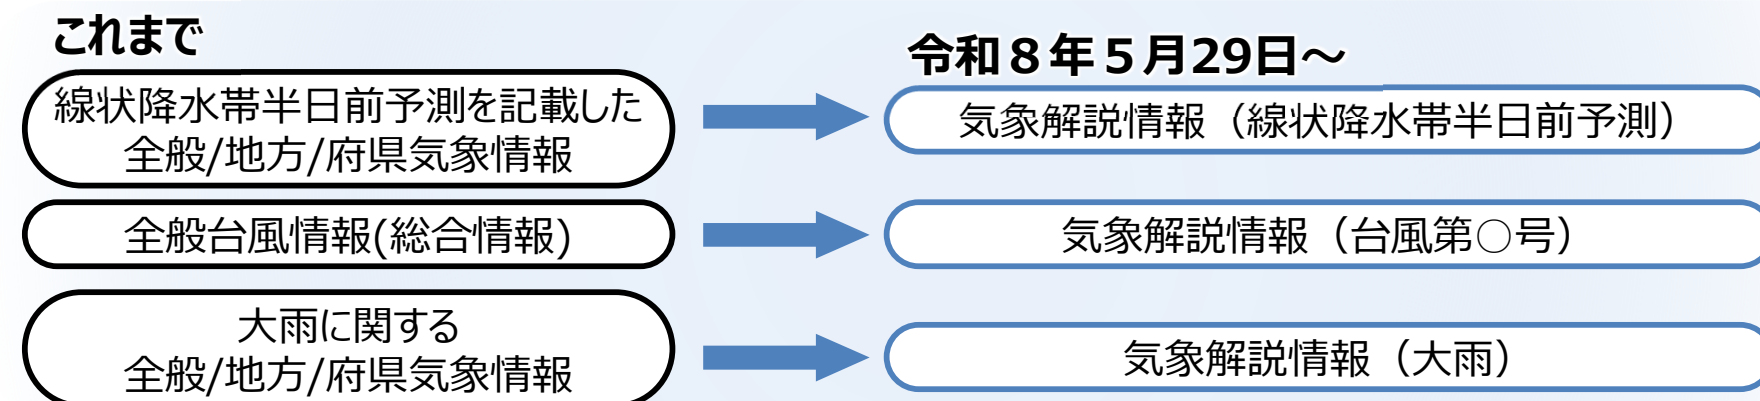 これまで
令和８年５月29日～
線状降水帯半日前予測を記載した
全般/地方/府県気象情報
気象解説情報（線状降水帯半日前予測）
全般台風情報(総合情報)
気象解説情報（台風第○号）
大雨に関する
全般/地方/府県気象情報
気象解説情報（大雨）